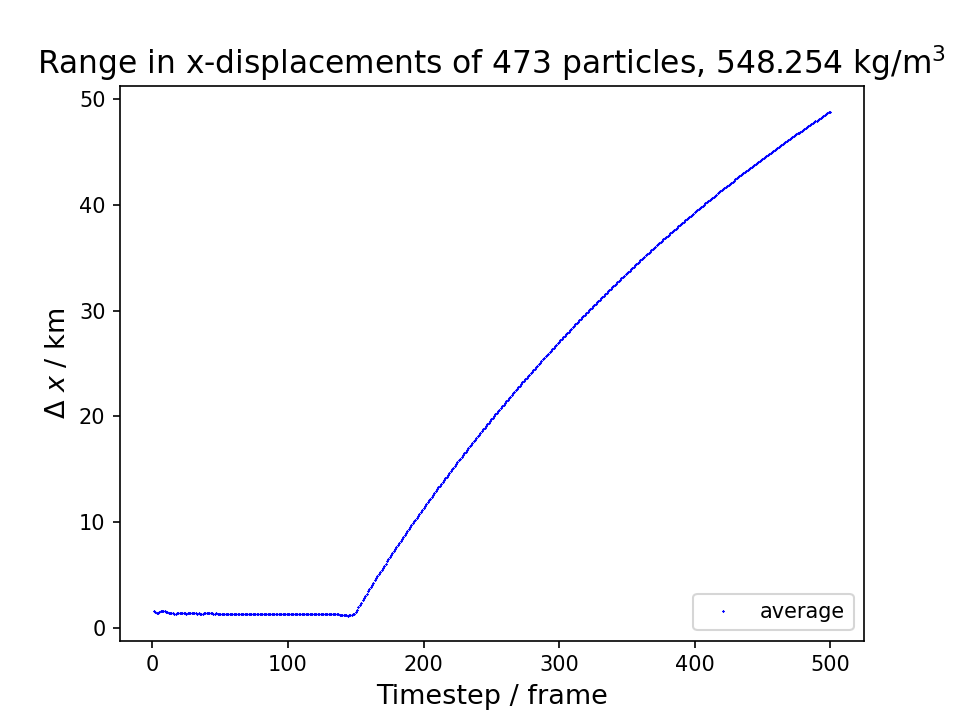 Range in x-displacements of 473 particles, 548.254 kg/m³
50
40
30
20
10
0
Δ x / km
average
0 100 200 300 400 500
Timestep / frame